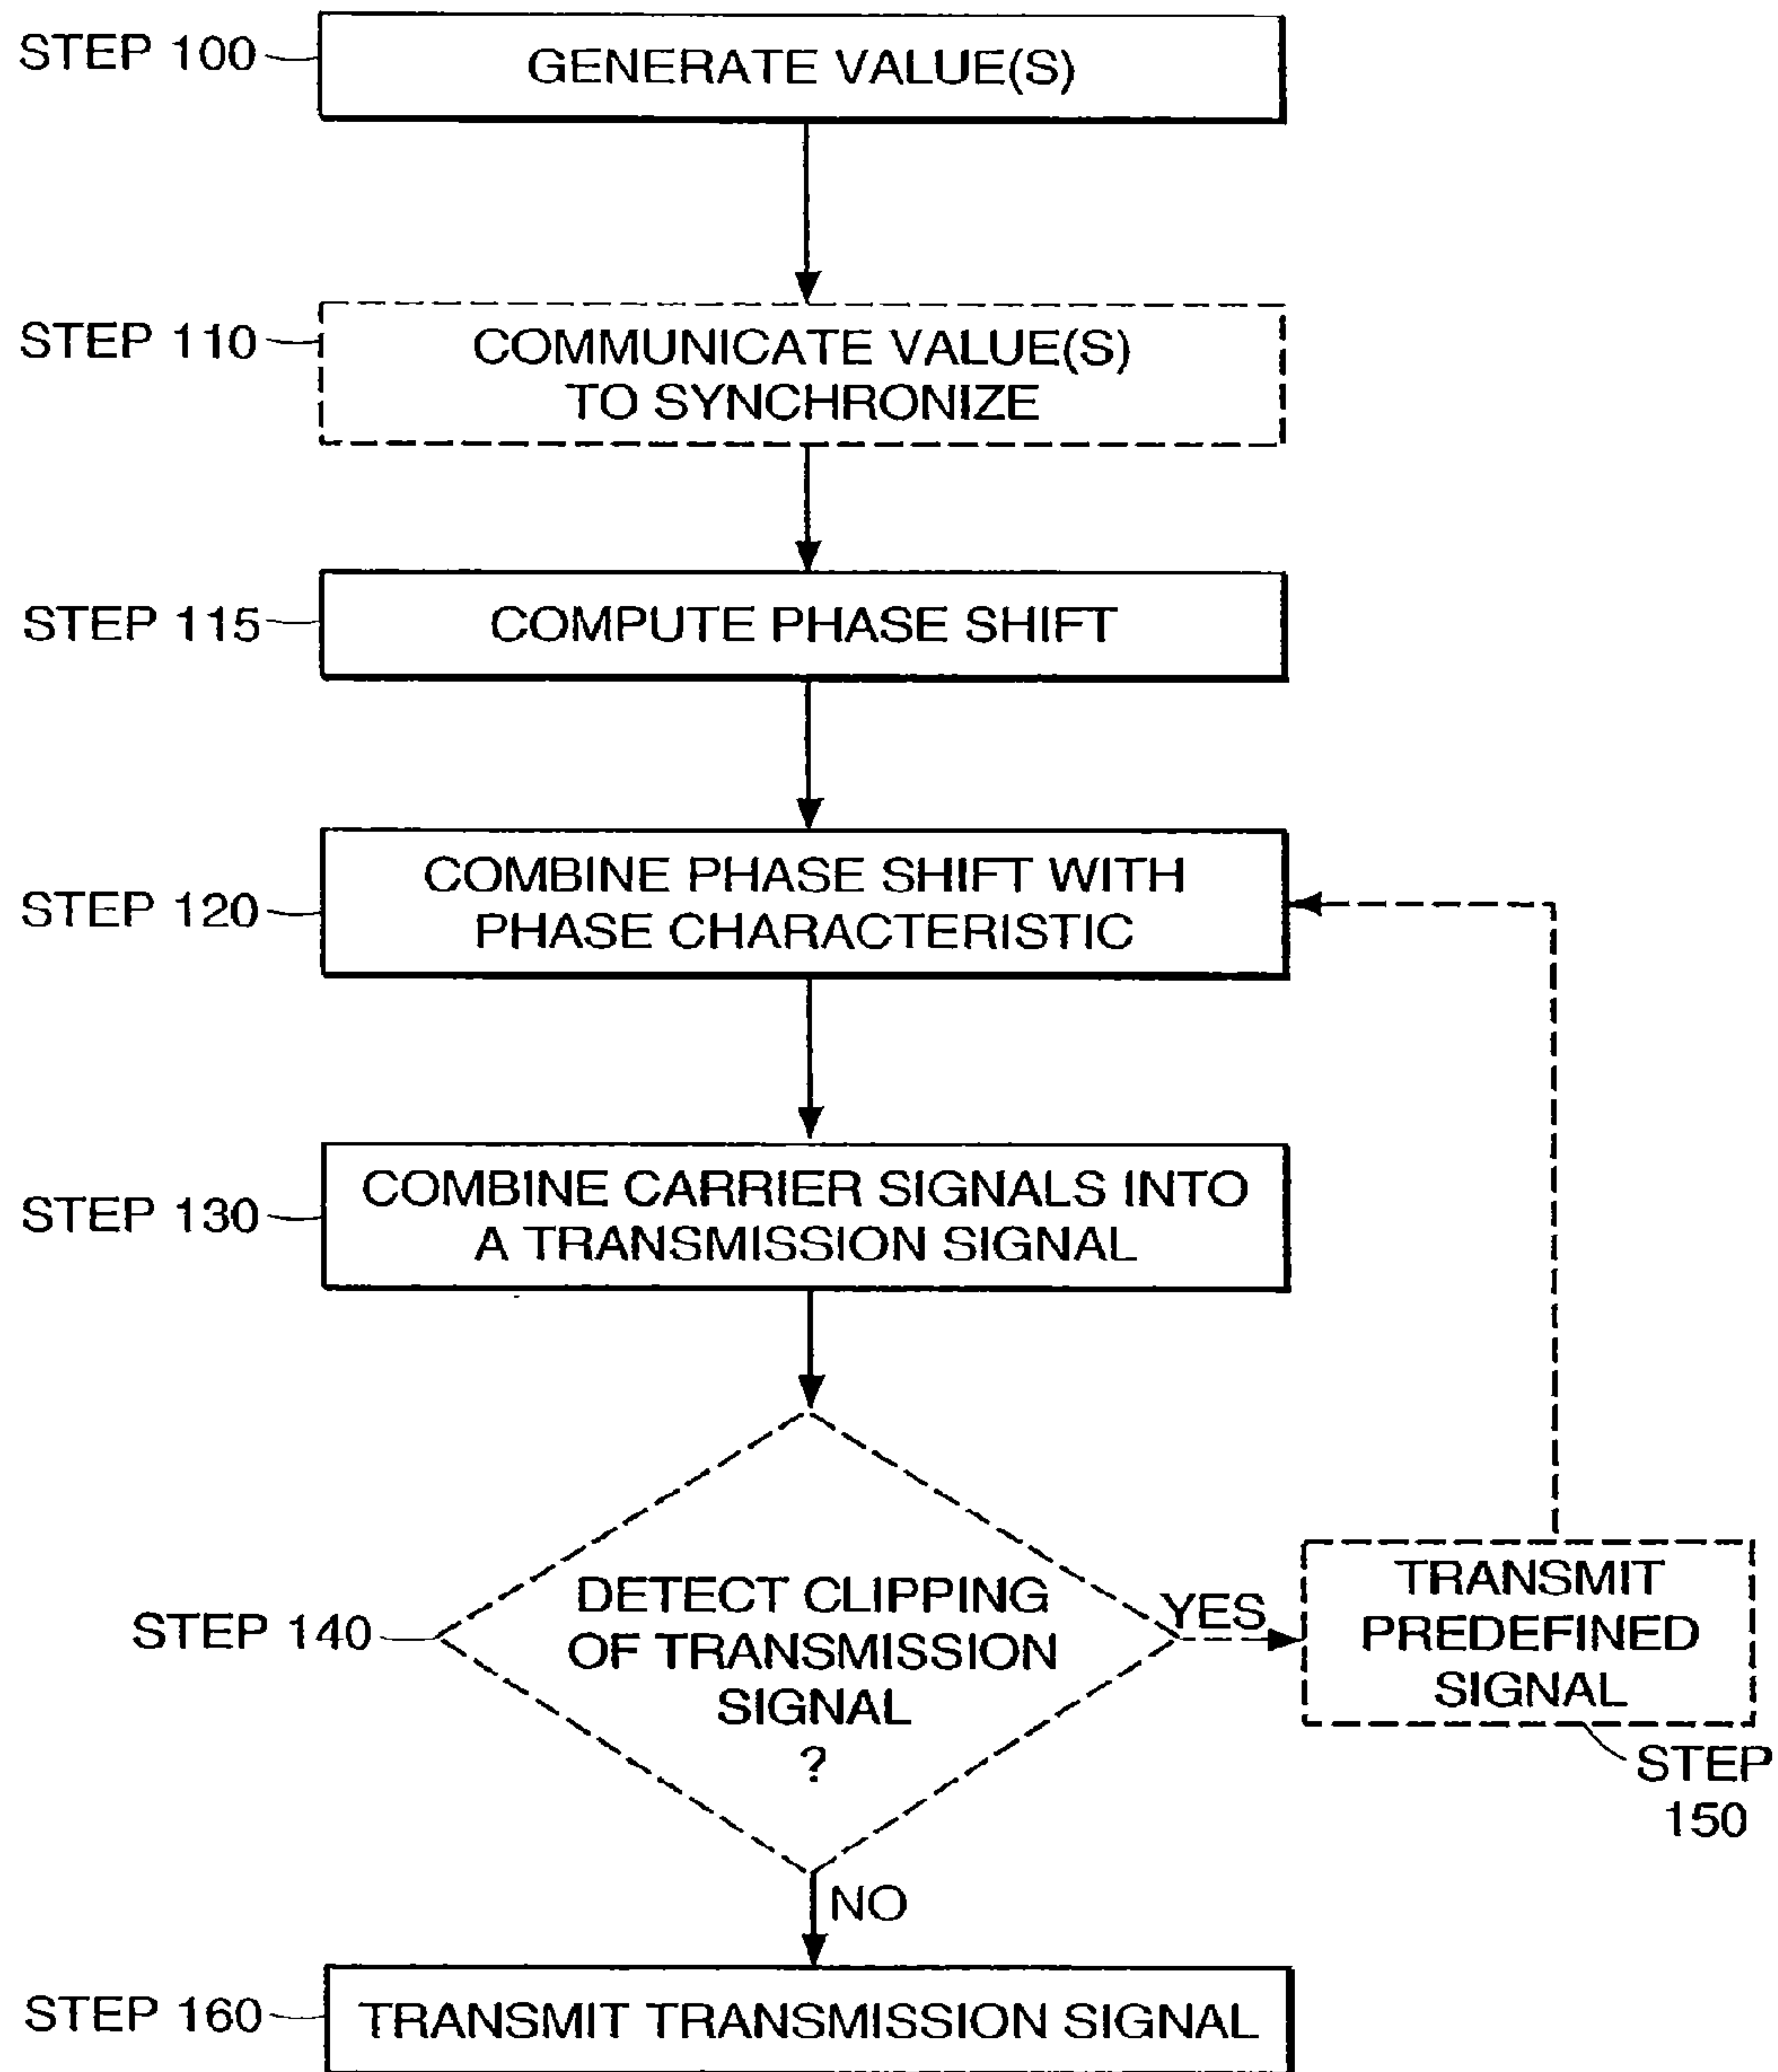 STEP 100
GENERATE VALUE(S)
STEP 110
COMMUNICATE VALUE(S)
TO SYNCHRONIZE
STEP 115
COMPUTE PHASE SHIFT
STEP 120
COMBINE PHASE SHIFT WITH
PHASE CHARACTERISTIC
STEP 130
COMBINE CARRIER SIGNALS INTO
A TRANSMISSION SIGNAL
STEP 140
DETECT CLIPPING
OF TRANSMISSION
SIGNAL
?
YES
TRANSMIT
PREDEFINED
SIGNAL
STEP
150
NO
STEP 160
TRANSMIT TRANSMISSION SIGNAL